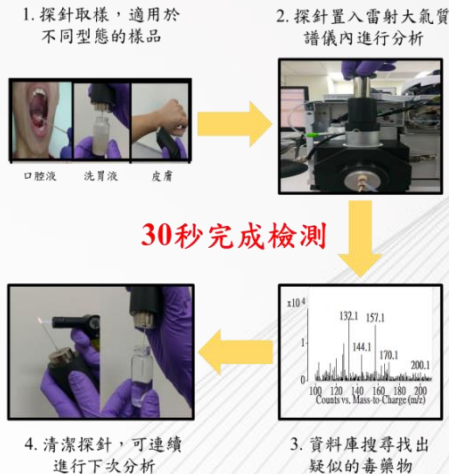 1. 探針取樣，適用於
不同型態的樣品
口腔液
洗胃液
皮膚
2. 探針置入雷射大氣質
譜儀內進行分析
30秒完成檢測
x10⁴
1
132.1
157.1
144.1
170.1
200.1
100 120 140 160 180 200
Counts vs. Mass-to-Charge (m/z)
3. 資料庫搜尋找出
疑似的毒藥物
4. 清潔探針，可連續
進行下次分析